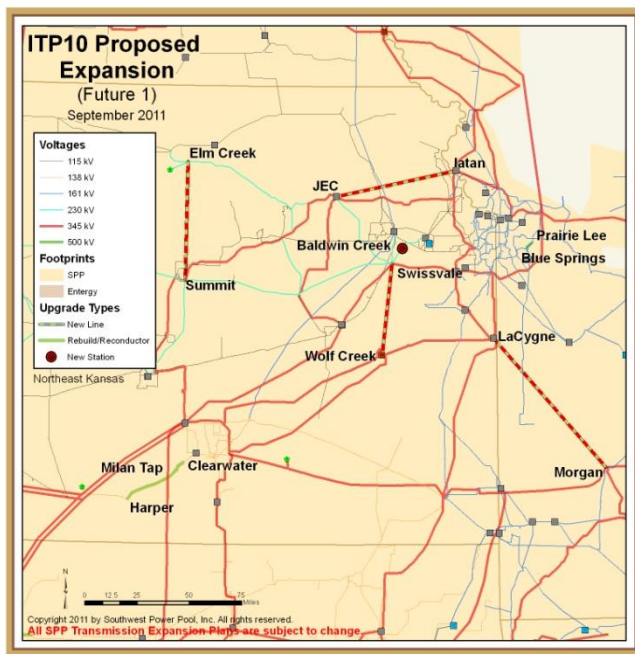 ITP10 Proposed
Expansion
(Future 1)
September 2011
Voltages
115 kV
138 kV
161 kV
230 kV
345 kV
500 kV
Footprints
SPP
Entergy
Upgrade Types
New Line
Rebuild/Reconductor
New Station
Northeast Kansas
Elm Creek
Iatan
JEC
Prairie Lee
Baldwin Creek
Blue Springs
Swissvale
Summit
LaCygne
Wolf Creek
Milan Tap
Clearwater
Morgan
Harper
N
0 12.5 25 50 75
Miles
Copyright 2011 by Southwest Power Pool, Inc. All rights reserved.
All SPP Transmission Expansion Plans are subject to change.